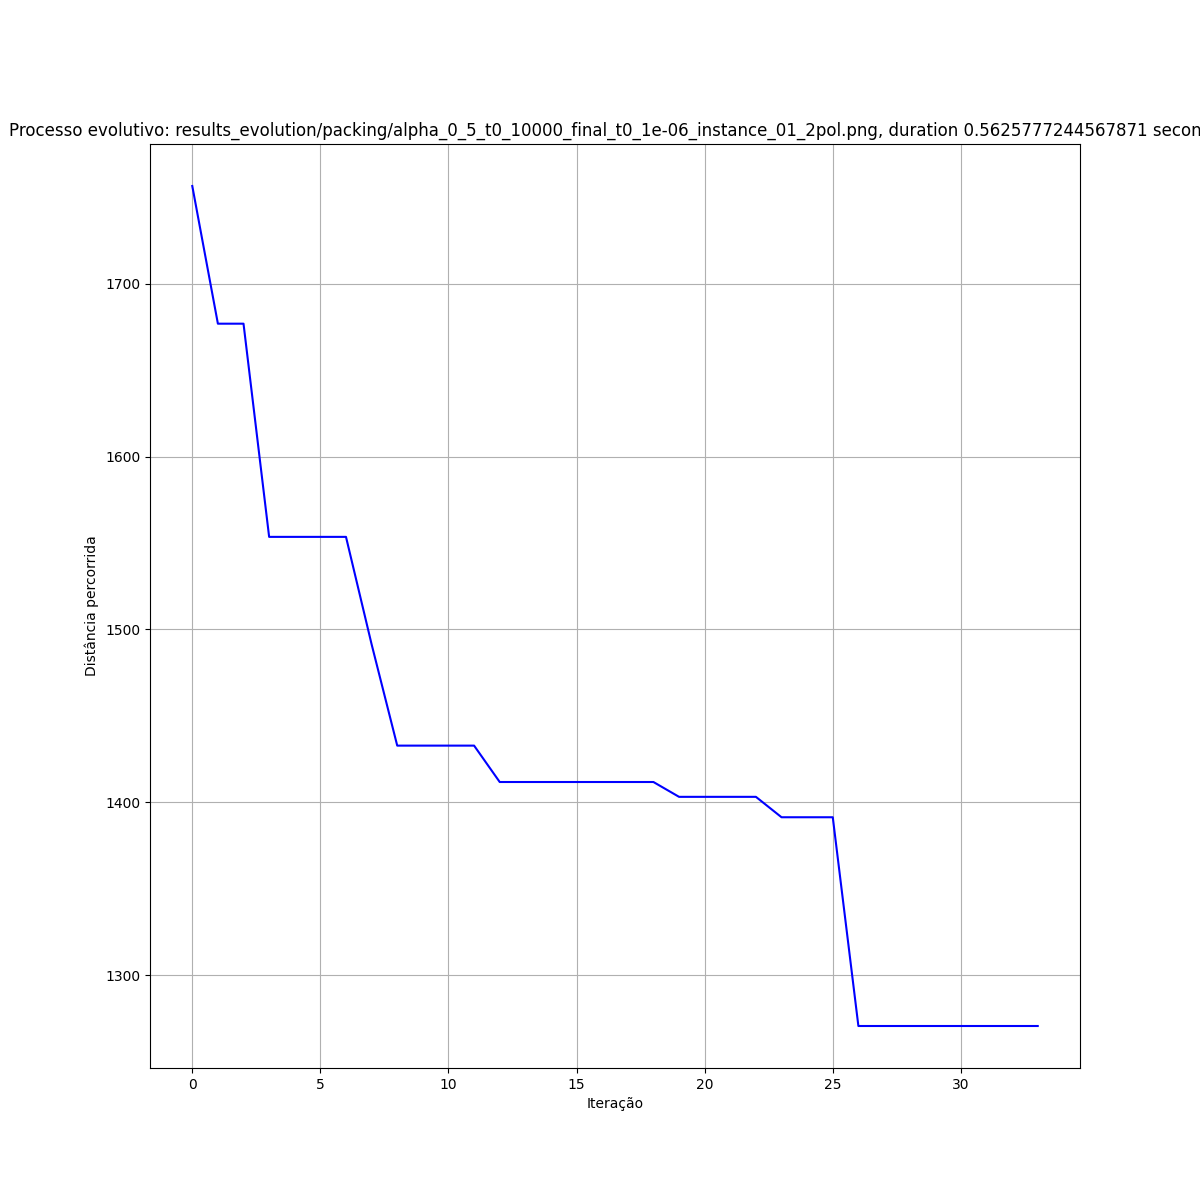 Processo evolutivo: results_evolution/packing/alpha_0_5_t0_10000_final_t0_1e-06_instance_01_2pol.png, duration 0.5625777244567871 secon
1700
1600
1500
1400
1300
Distância percorrida
0 5 10 15 20 25 30
Iteração